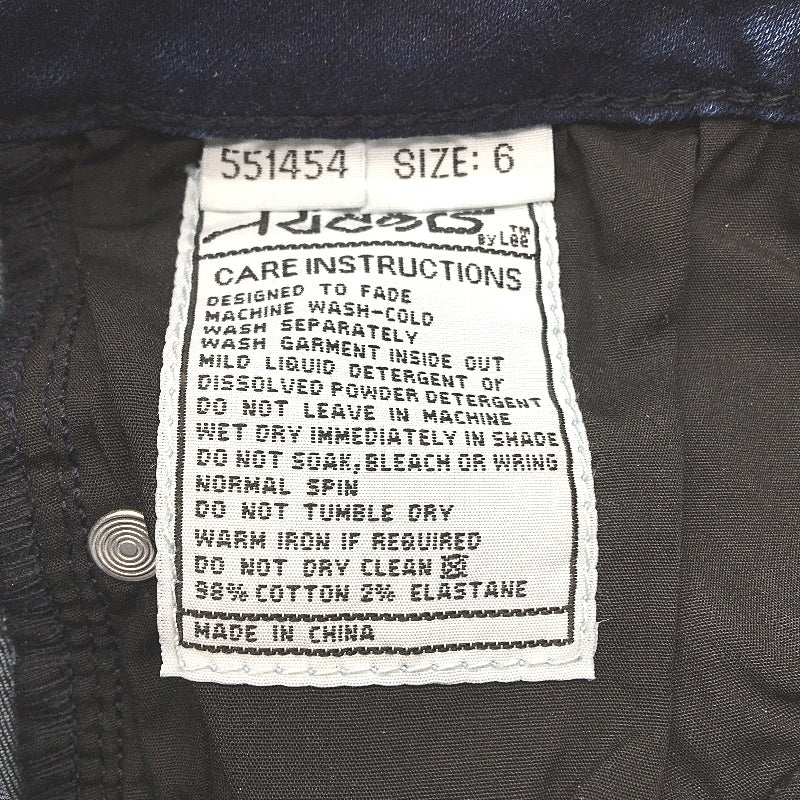 551454 SIZE: 6
Riders™
By Lee
CARE INSTRUCTIONS
DESIGNED TO FADE
MACHINE WASH-COLD
WASH SEPARATELY
WASH GARMENT INSIDE OUT
MILD LIQUID DETERGENT or
DISSOLVED POWDER DETERGENT
DO NOT LEAVE IN MACHINE
WET DRY IMMEDIATELY IN SHADE
DO NOT SOAK, BLEACH OR WRING
NORMAL SPIN
DO NOT TUMBLE DRY
WARM IRON IF REQUIRED
DO NOT DRY CLEAN
98% COTTON 2% ELASTANE
MADE IN CHINA